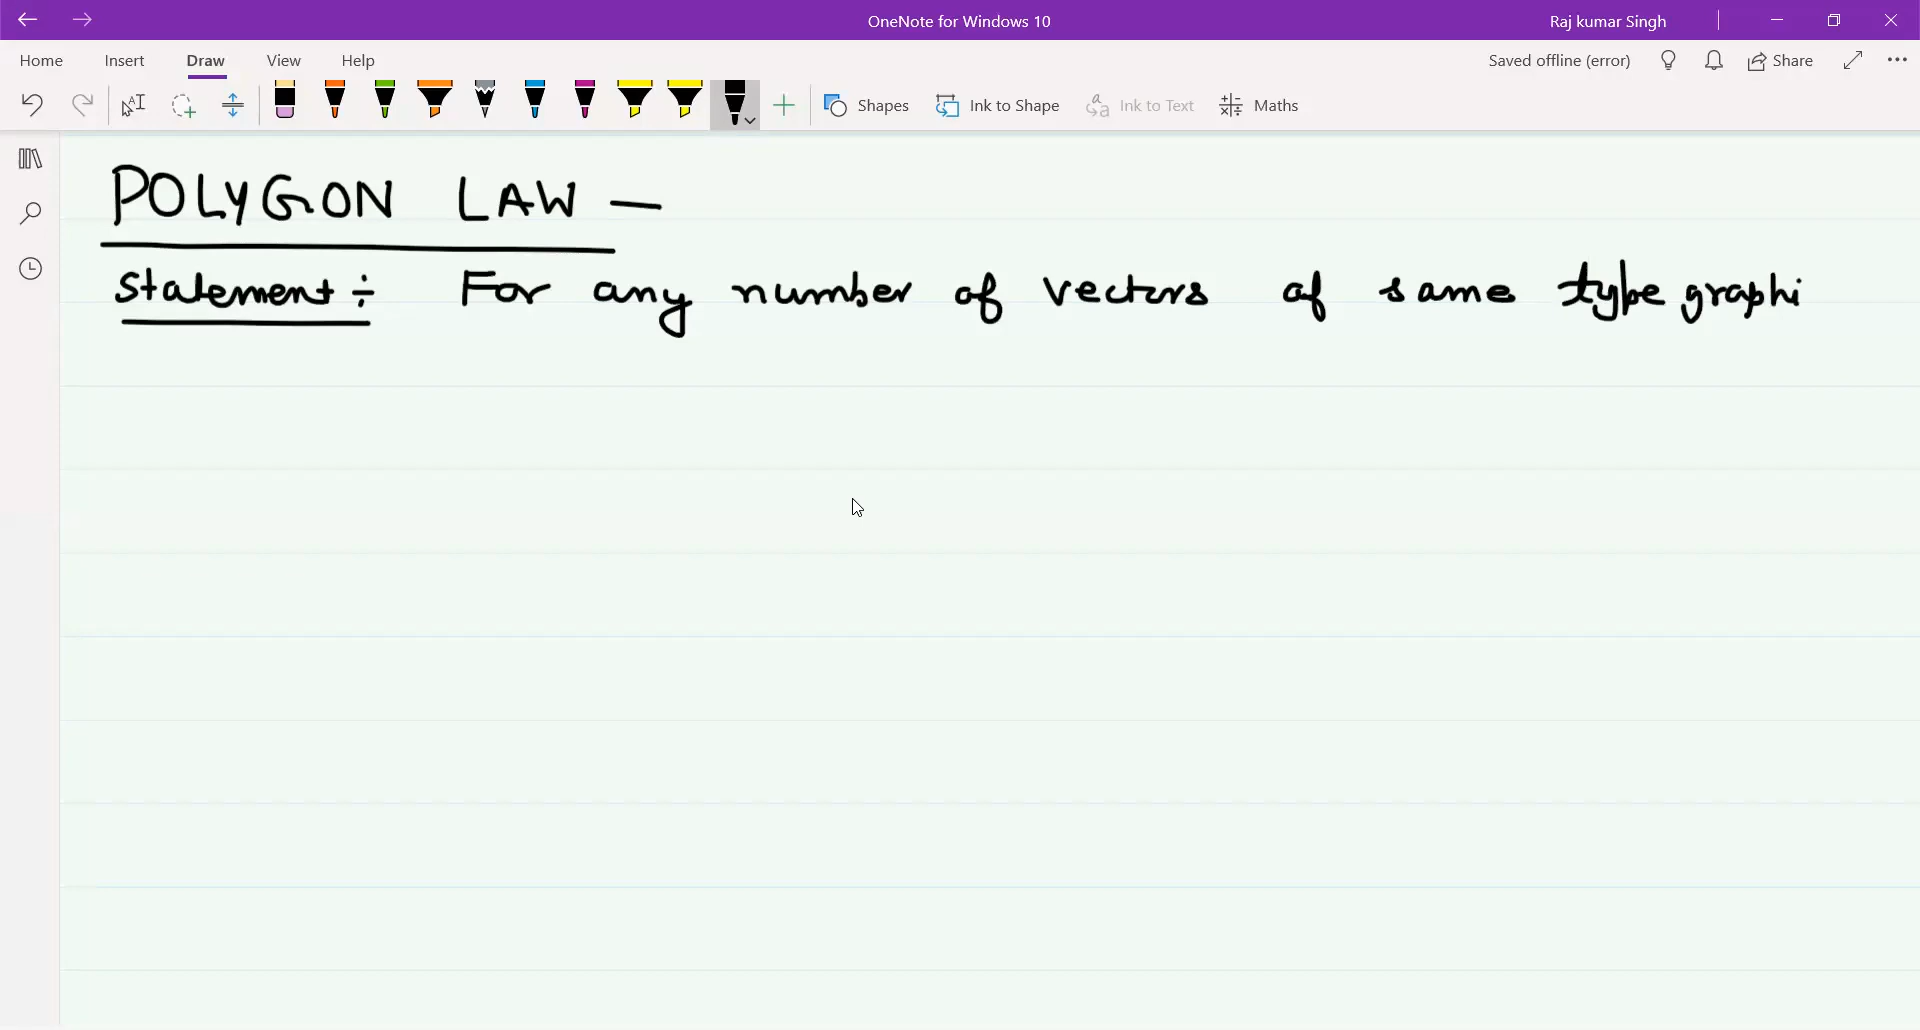 OneNote for Windows 10
Raj kumar Singh
Home Insert Draw View Help
Saved offline (error)
Share
Shapes
Ink to Shape
Ink to Text
Maths
POLYGON LAW —
Statement ÷ For any number of vectors of same type graphi